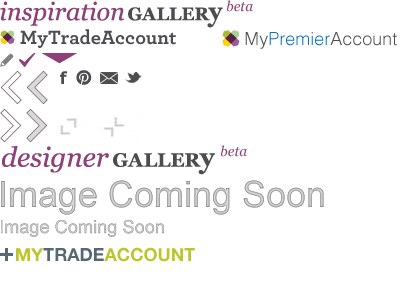 inspiration GALLERy beta
MyTradeAccount
MyPremierAccount
designer GALLERy beta
Image Coming Soon
Image Coming Soon
+MYTRADEACCOUNT